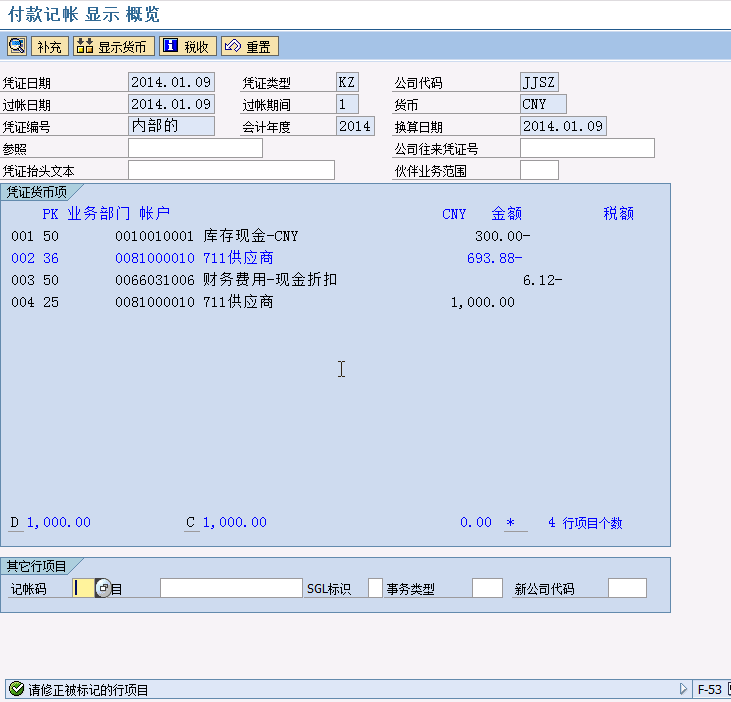 付款记帐 显示 概览
补充 显示货币 税收 重置
凭证日期 2014.01.09 凭证类型 KZ 公司代码 JJSZ
过帐日期 2014.01.09 过帐期间 1 货币 CNY
凭证编号 内部的 会计年度 2014 换算日期 2014.01.09
参照 公司往来凭证号
凭证抬头文本 伙伴业务范围
凭证货币项
PK 业务部门 帐户 CNY 金额 税额
001 50 0010010001 库存现金-CNY 300.00-
002 36 0081000010 711供应商 693.88-
003 50 0066031006 财务费用-现金折扣 6.12-
004 25 0081000010 711供应商 1,000.00
D 1,000.00 C 1,000.00 0.00 * 4 行项目个数
其它行项目
记帐码 目 SGL标识 事务类型 新公司代码
请修正被标记的行项目 F-53